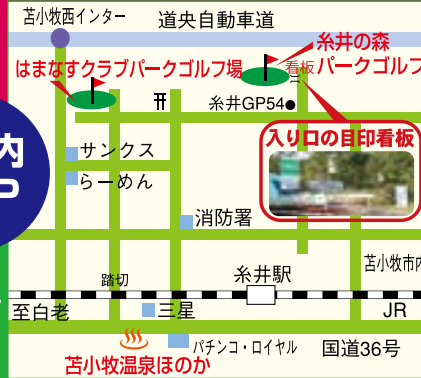 苫小牧西インター
道央自動車道
糸井の森
パークゴルフ
看板
はまなすクラブパークゴルフ場
糸井GP54
入り口の目印看板
内
サンクス
らーめん
消防署
苫小牧市内
糸井駅
踏切
至白老
三星
JR
パチンコ・ロイヤル
国道36号
苫小牧温泉ほのか